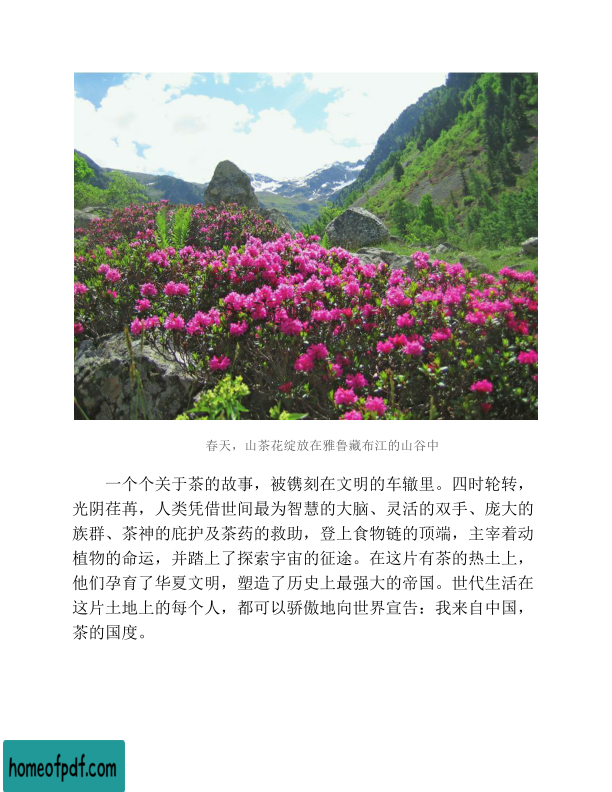 春天，山茶花绽放在雅鲁藏布江的山谷中
一个个关于茶的故事，被镌刻在文明的车辙里。四时轮转，
光阴荏苒，人类凭借世间最为智慧的大脑、灵活的双手、庞大的
族群、茶神的庇护及茶药的救助，登上食物链的顶端，主宰着动
植物的命运，并踏上了探索宇宙的征途。在这片有茶的热土上，
他们孕育了华夏文明，塑造了历史上最强大的帝国。世代生活在
这片土地上的每个人，都可以骄傲地向世界宣告：我来自中国，
茶的国度。
homeofpdf.com